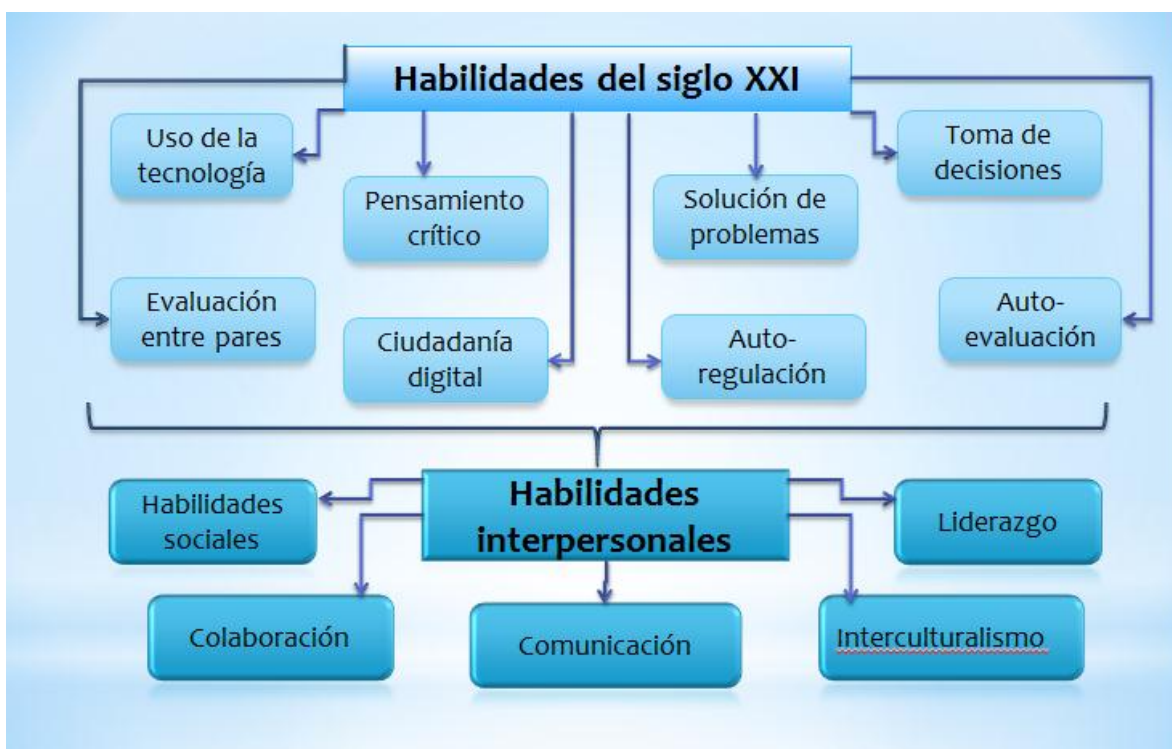 Habilidades del siglo XXI
Uso de la
tecnología
Toma de
decisiones
Pensamiento
crítico
Solución de
problemas
Evaluación
entre pares
Auto-
evaluación
Ciudadanía
digital
Auto-
regulación
Habilidades
interpersonales
Habilidades
sociales
Liderazgo
Colaboración
Comunicación
Interculturalismo